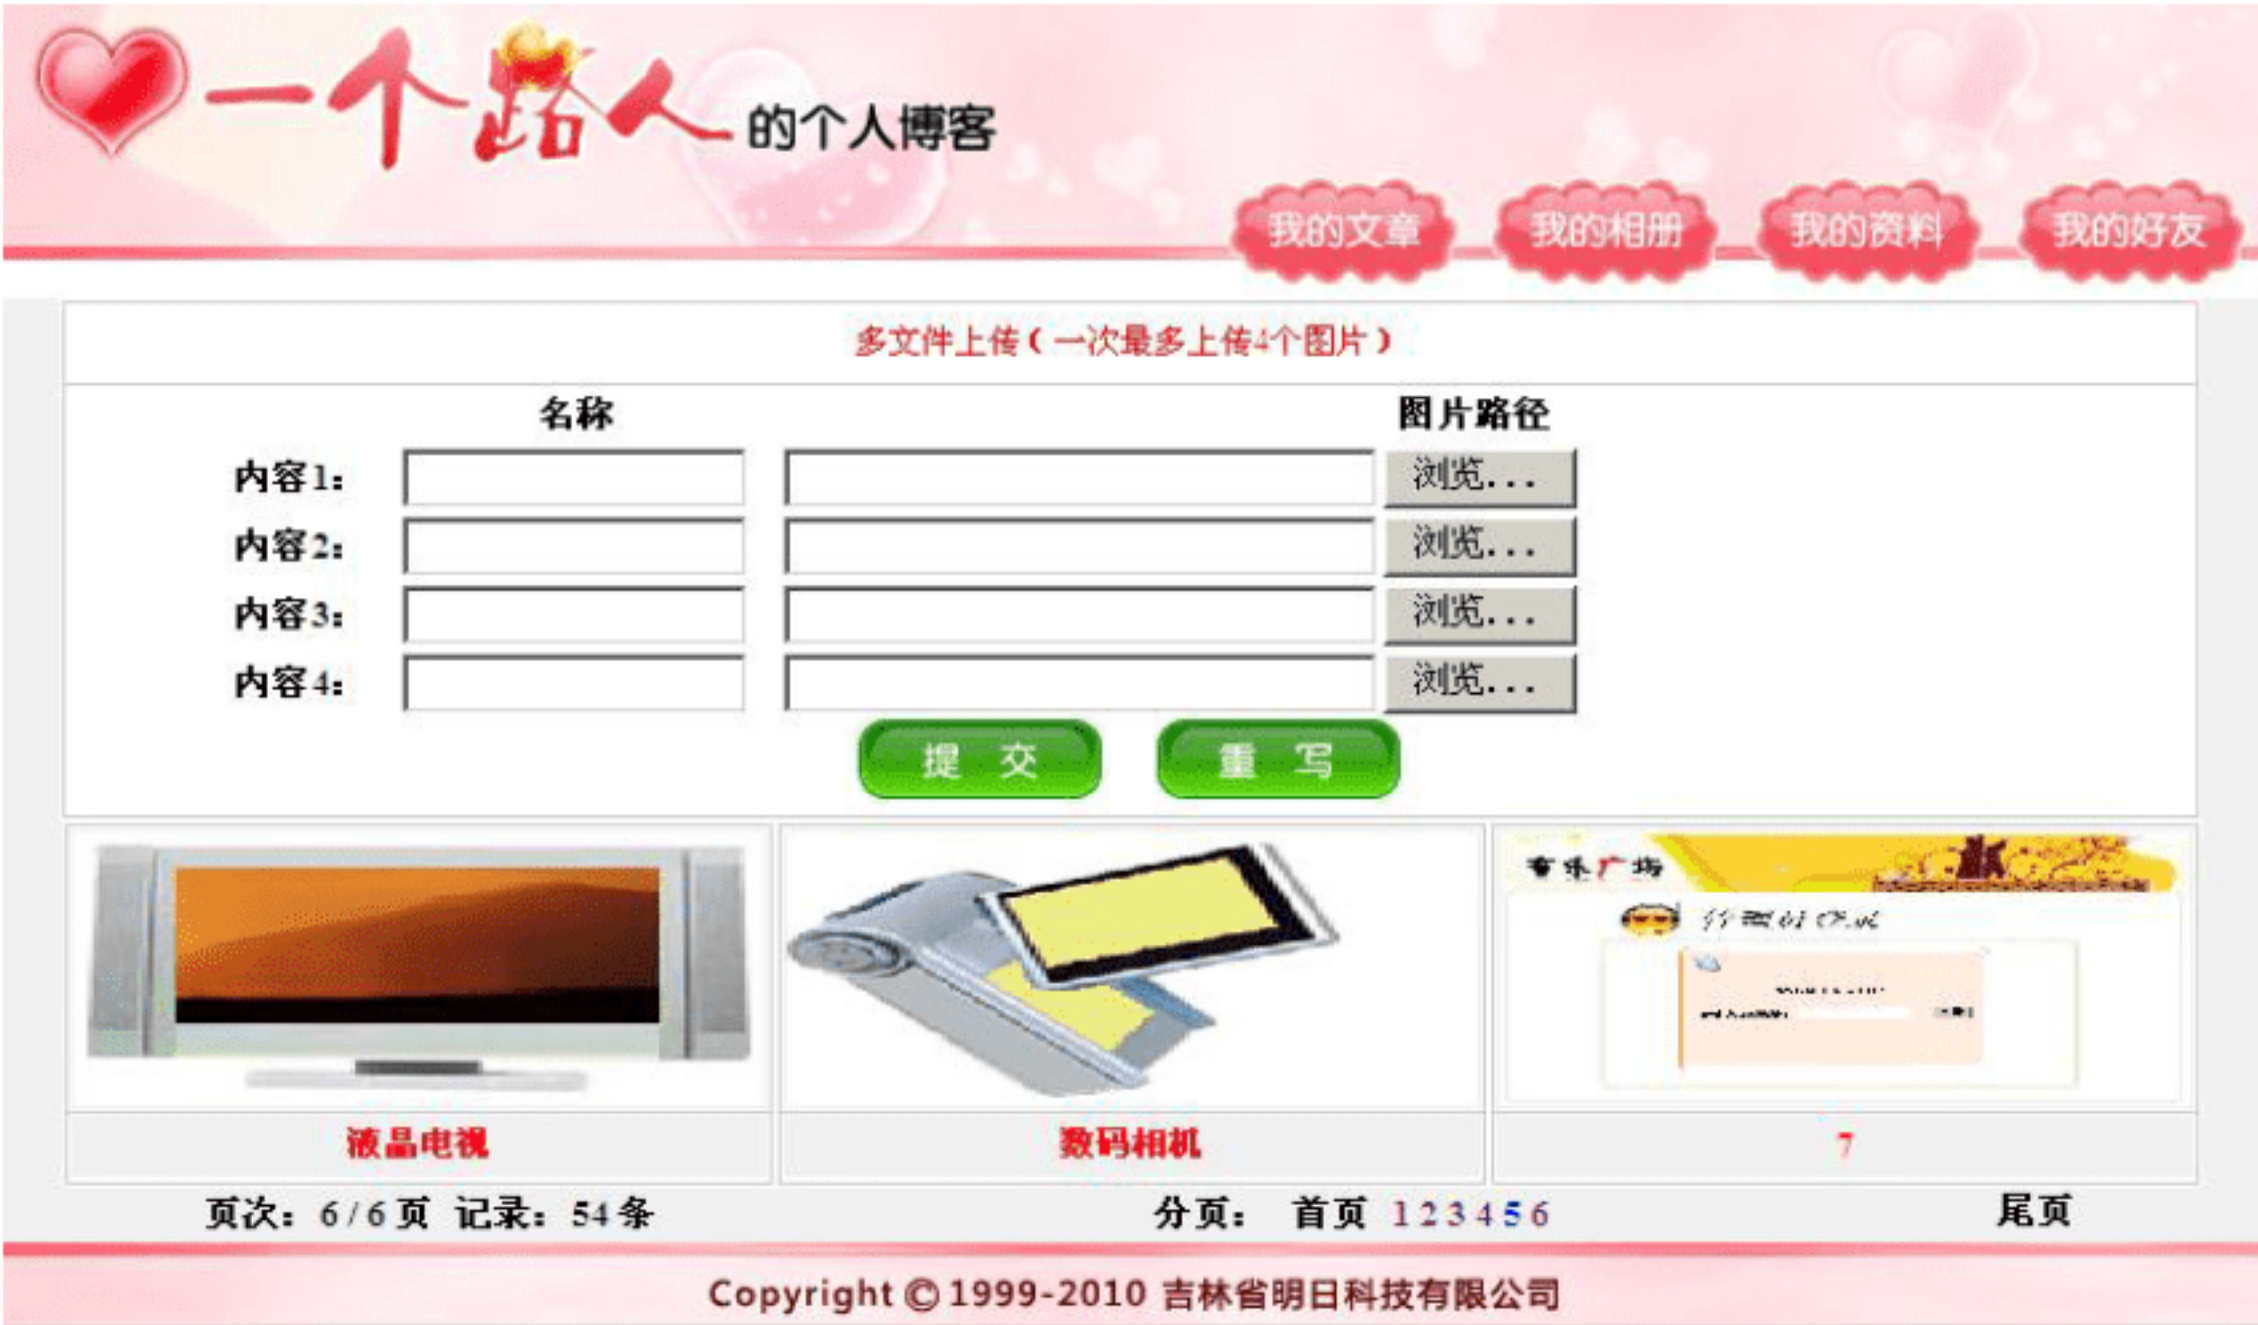 一个路人的个人博客
我的文章 我的相册 我的资料 我的好友
多文件上传(一次最多上传4个图片)
名称 图片路径
内容1: 浏览...
内容2: 浏览...
内容3: 浏览...
内容4: 浏览...
提 交 重 写
音乐广场
液晶电视 数码相机 7
页次: 6/6页 记录: 54条 分页: 首页 1 2 3 4 5 6 尾页
Copyright © 1999-2010 吉林省明日科技有限公司